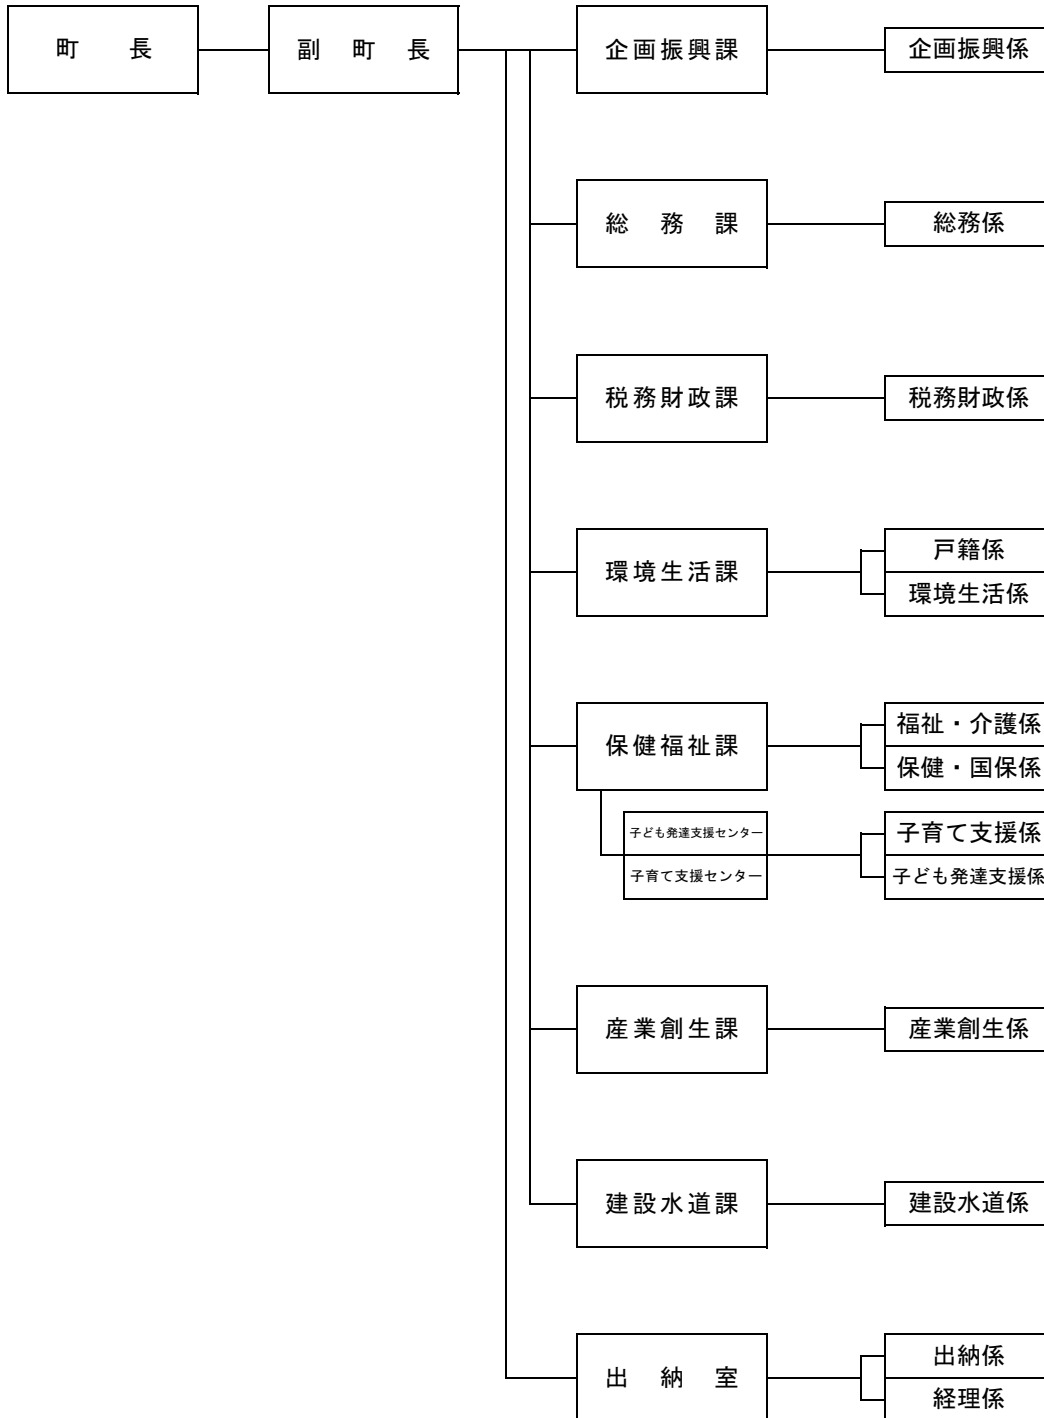 町 長
副 町 長
企画振興課
企画振興係
総 務 課
総務係
税務財政課
税務財政係
環境生活課
戸籍係
環境生活係
保健福祉課
福祉・介護係
保健・国保係
子ども発達支援センター
子育て支援センター
子育て支援係
子ども発達支援係
産業創生課
産業創生係
建設水道課
建設水道係
出 納 室
出納係
経理係